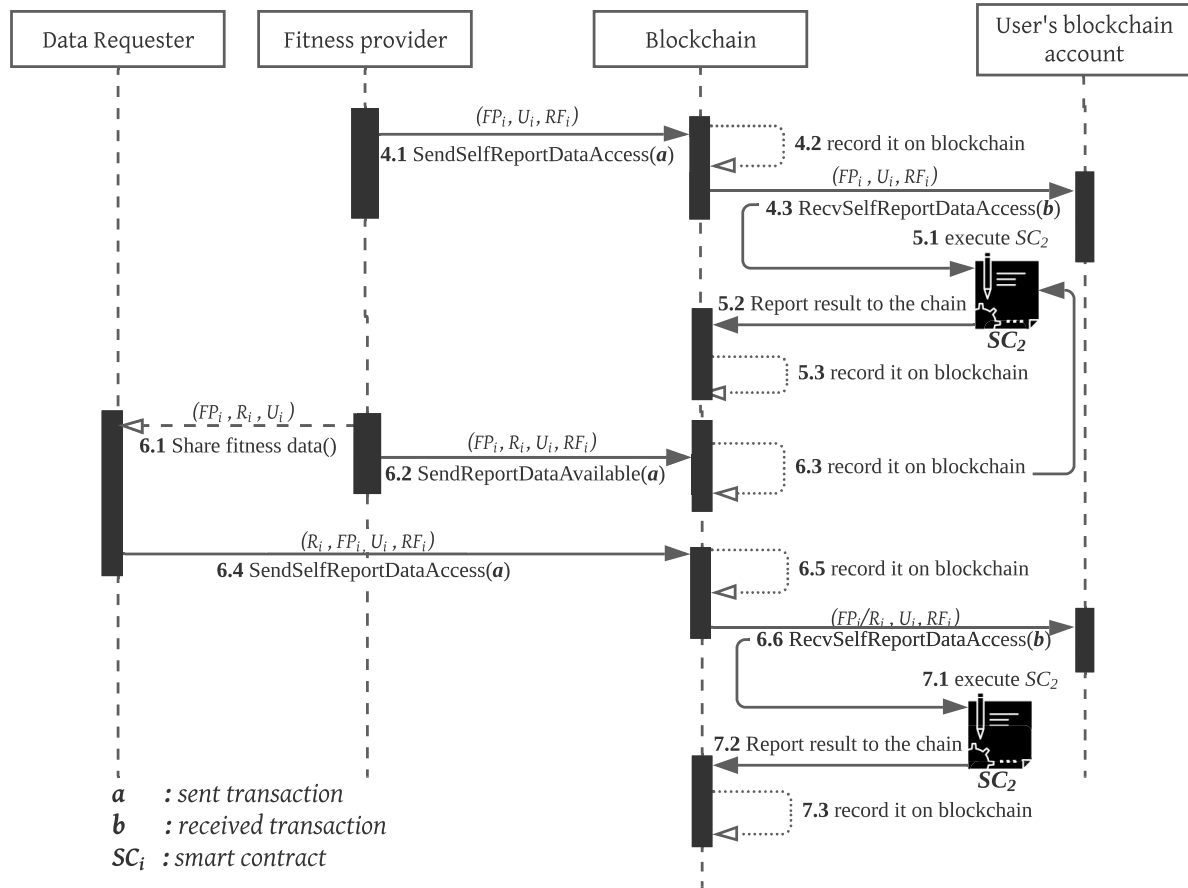 Data Requester
Fitness provider
Blockchain
User's blockchain
account
(FPi, Ui, RFi)
4.1 SendSelfReportDataAccess(a)
4.2 record it on blockchain
(FPi, Ui, RFi)
4.3 RecvSelfReportDataAccess(b)
5.1 execute SC2
5.2 Report result to the chain
SC2
5.3 record it on blockchain
(FPi, Ri, Ui)
6.1 Share fitness data()
(FPi, Ri, Ui, RFi)
6.2 SendReportDataAvailable(a)
6.3 record it on blockchain
(Ri, FPi, Ui, RFi)
6.4 SendSelfReportDataAccess(a)
6.5 record it on blockchain
(FPi/Ri, Ui, RFi)
6.6 RecvSelfReportDataAccess(b)
7.1 execute SC2
7.2 Report result to the chain
SC2
7.3 record it on blockchain
a : sent transaction
b : received transaction
SCi : smart contract